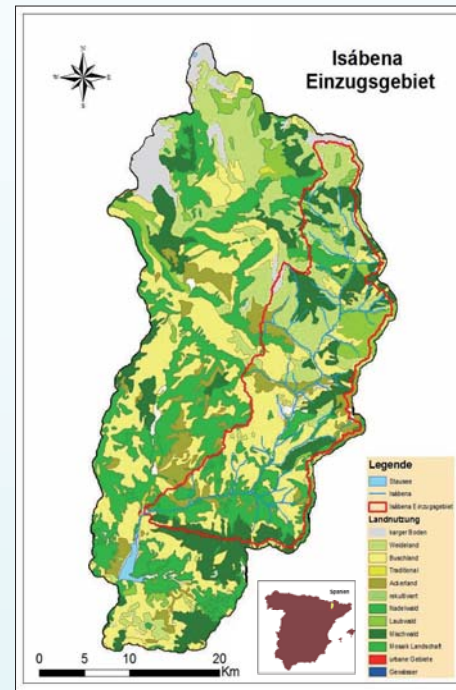 Isábena
Einzugsgebiet
N
W
E
S
Legende
Stausee
Isábena
Isábena Einzugsgebiet
Landnutzung
karger Boden
Weideland
Buschland
Traditional
Ackerland
rekultiviert
Nadelwald
Laubwald
Mischwald
Mosaik Landschaft
urbane Gebiete
Gewässer
Spanien
0 5 10 20
Km